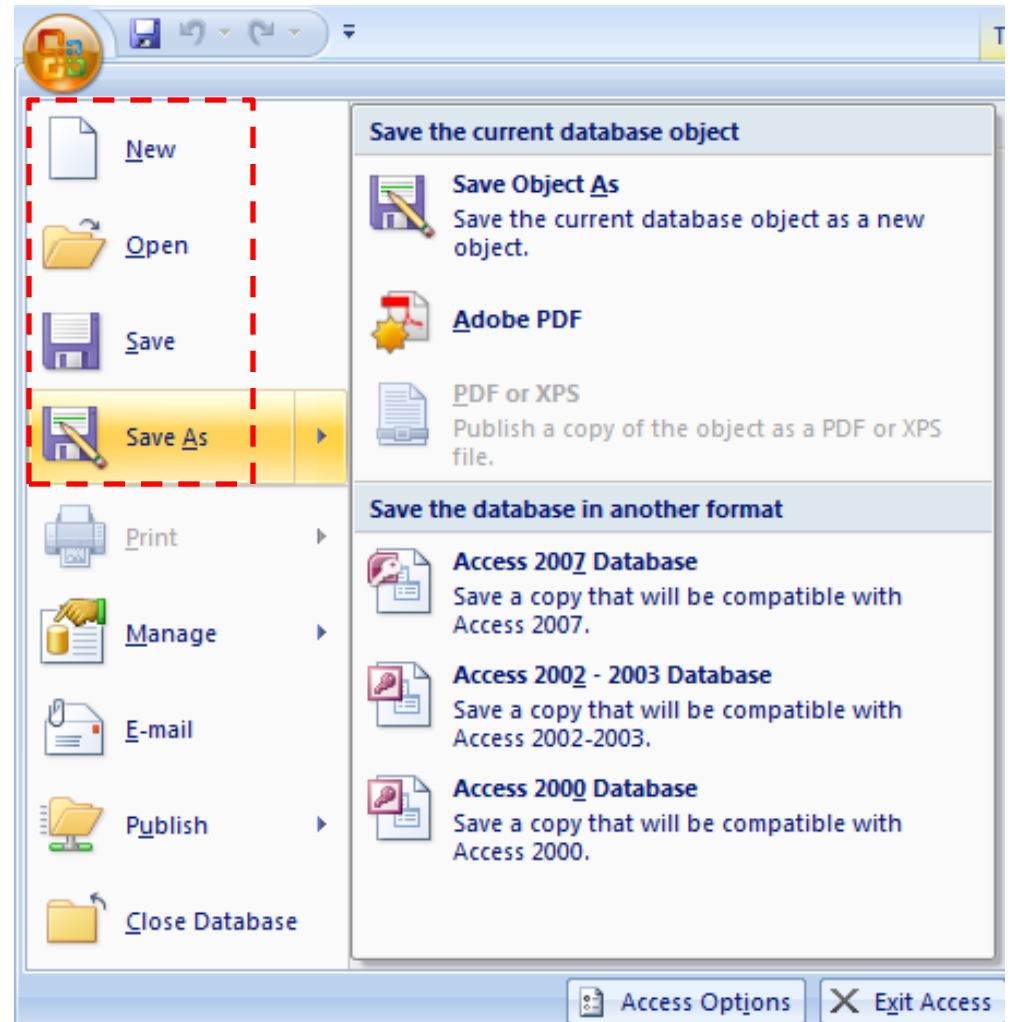 T
New
Open
Save
Save As
Print
Manage
E-mail
Publish
Close Database
Save the current database object
Save Object As
Save the current database object as a new
object.
Adobe PDF
PDF or XPS
Publish a copy of the object as a PDF or XPS
file.
Save the database in another format
Access 2007 Database
Save a copy that will be compatible with
Access 2007.
Access 2002 - 2003 Database
Save a copy that will be compatible with
Access 2002-2003.
Access 2000 Database
Save a copy that will be compatible with
Access 2000.
Access Options
Exit Access